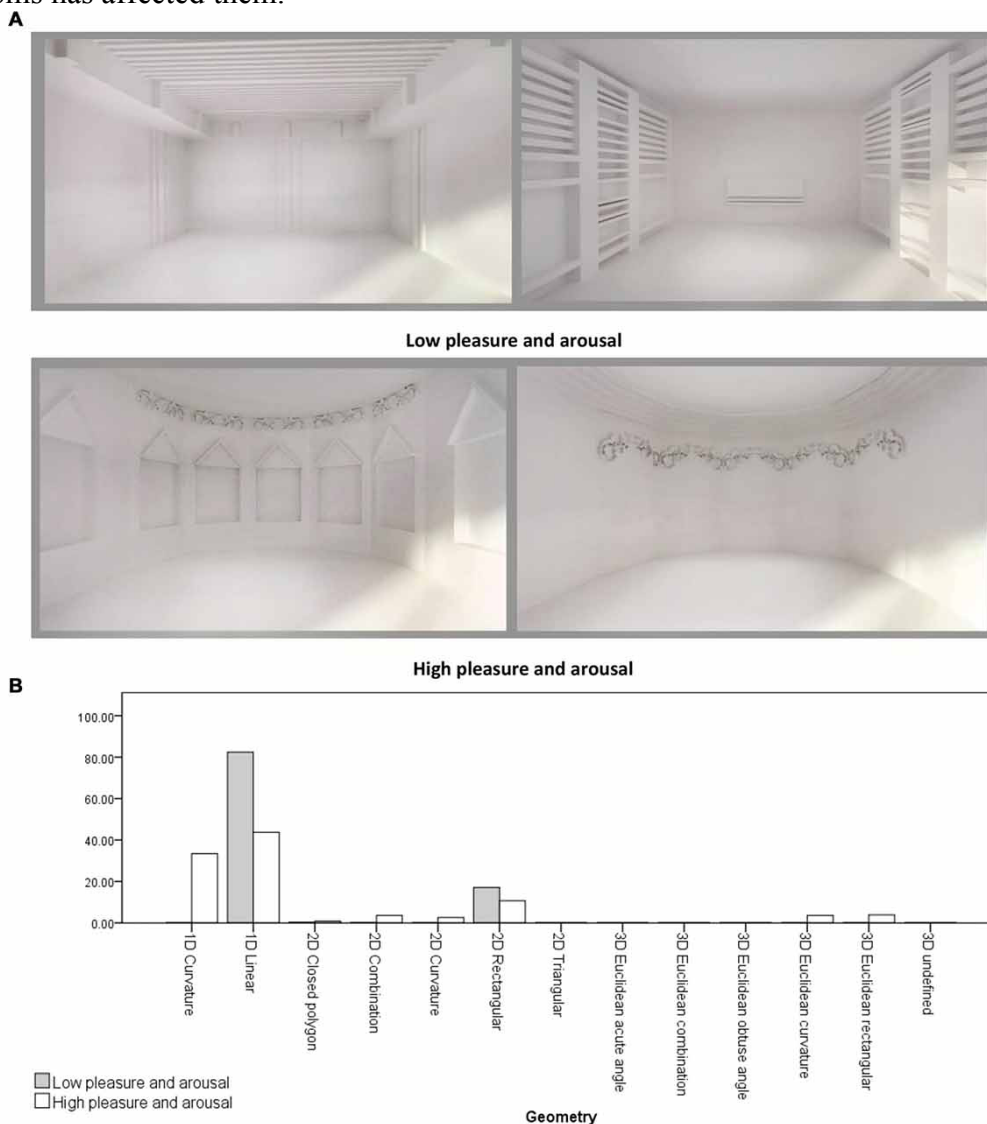 has affected them.
A
Low pleasure and arousal
High pleasure and arousal
B
100.00
80.00
60.00
40.00
20.00
0.00
1D Curvature
1D Linear
2D Closed polygon
2D Combination
2D Curvature
2D Rectangular
2D Triangular
3D Euclidean acute angle
3D Euclidean combination
3D Euclidean obtuse angle
3D Euclidean curvature
3D Euclidean rectangular
3D undefined
Low pleasure and arousal
High pleasure and arousal
Geometry